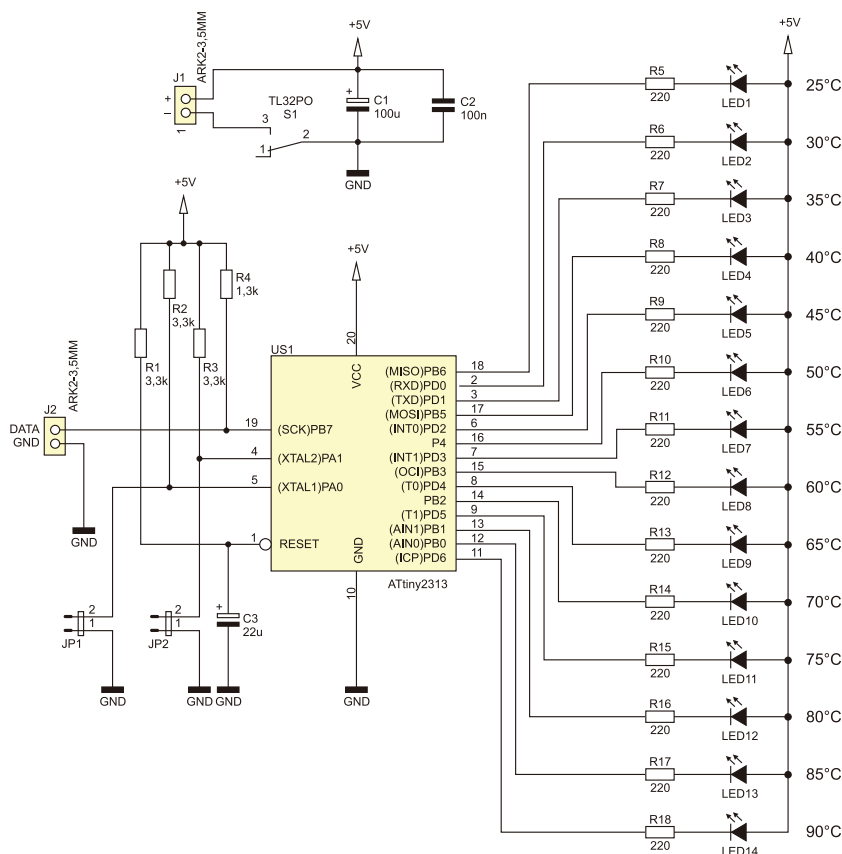 +5V
+5V
ARK2-3,5MM
J1
+
–
1
TL32PO
S1
3
2
1
+
C1
100u
C2
100n
GND
R5
220
LED1
25°C
R6
220
LED2
30°C
R7
220
LED3
35°C
R8
220
LED4
40°C
R9
220
LED5
45°C
R10
220
LED6
50°C
R11
220
LED7
55°C
R12
220
LED8
60°C
R13
220
LED9
65°C
R14
220
LED10
70°C
R15
220
LED11
75°C
R16
220
LED12
80°C
R17
220
LED13
85°C
R18
220
LED14
90°C
+5V
R4
1,3k
R2
3,3k
R1
3,3k
R3
3,3k
+5V
20
US1
VCC
ARK2-3,5MM
J2
DATA
GND
GND
19
(SCK)PB7
4
(XTAL2)PA1
5
(XTAL1)PA0
1
RESET
GND
10
(MISO)PB6
18
(RXD)PD0
2
(TXD)PD1
3
(MOSI)PB5
17
(INT0)PD2
6
P4
16
(INT1)PD3
7
(OCI)PB3
15
(T0)PD4
8
PB2
14
(T1)PD5
9
(AIN1)PB1
13
(AIN0)PB0
12
(ICP)PD6
11
ATtiny2313
2
1
JP1
2
1
JP2
+
C3
22u
GND
GND
GND
GND